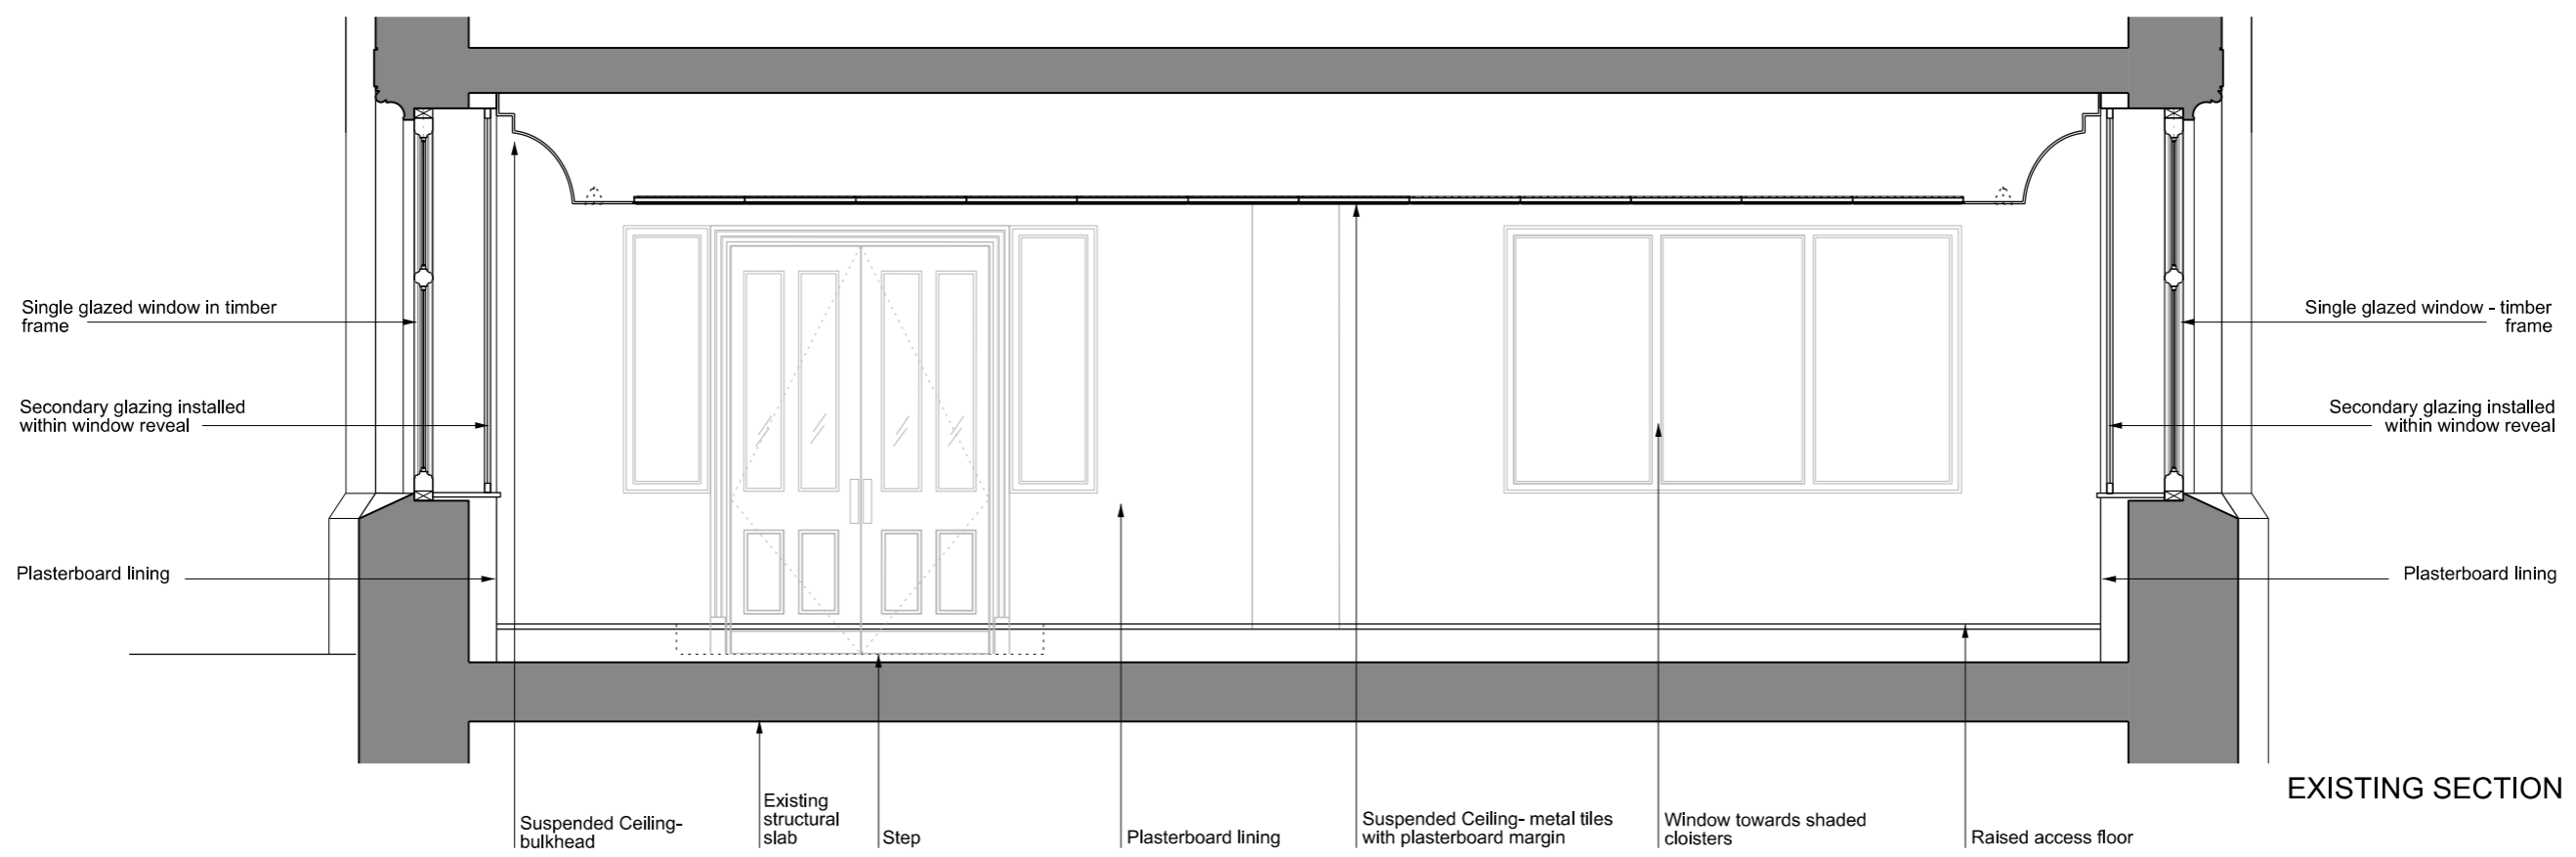 Single glazed window in timber
frame
Secondary glazing installed
within window reveal
Plasterboard lining
Single glazed window - timber
frame
Secondary glazing installed
within window reveal
Plasterboard lining
EXISTING SECTION
Suspended Ceiling-
bulkhead
Existing
structural
slab
Step
Plasterboard lining
Suspended Ceiling- metal tiles
with plasterboard margin
Window towards shaded
cloisters
Raised access floor